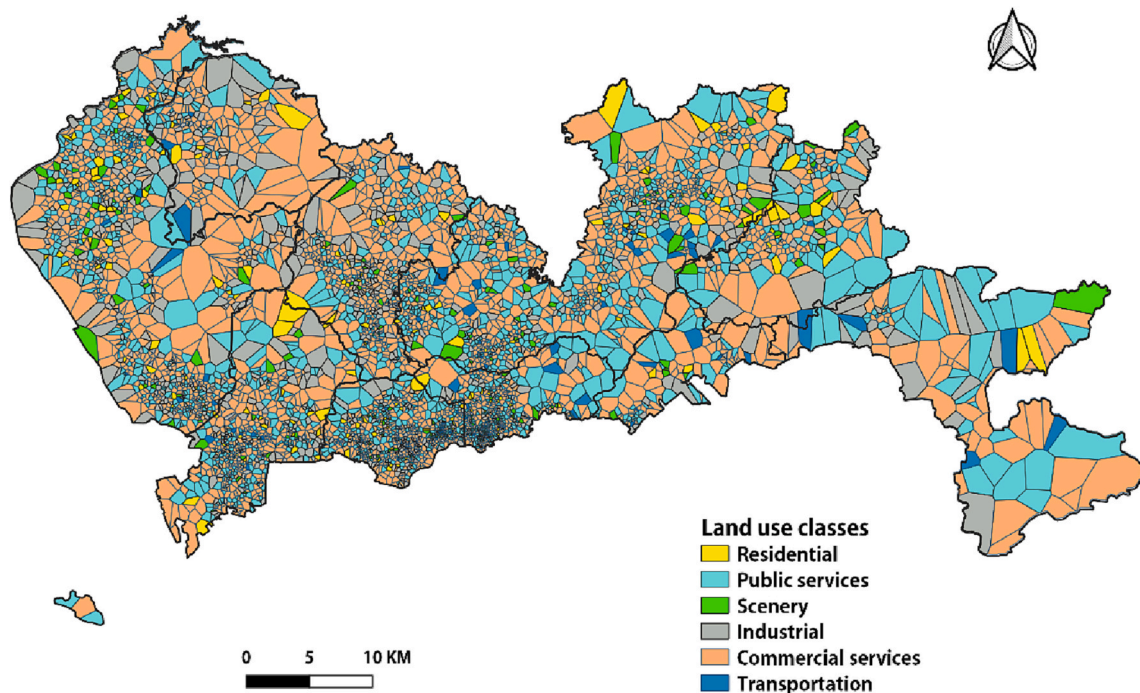 Land use classes
Residential
Public services
Scenery
Industrial
Commercial services
Transportation
0 5 10 KM